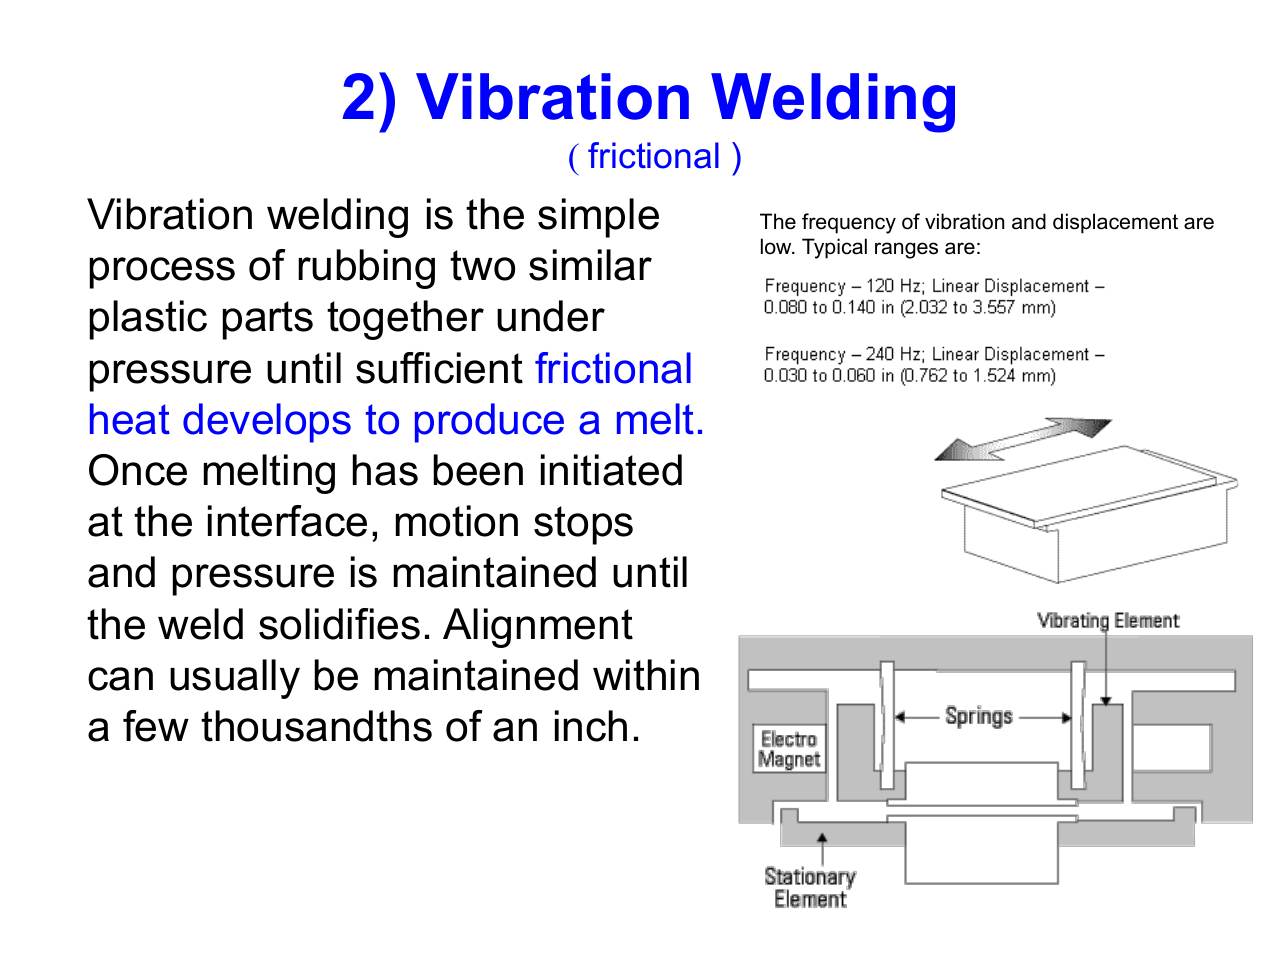 2) Vibration Welding
( frictional )
Vibration welding is the simple
process of rubbing two similar
plastic parts together under
pressure until sufficient frictional
heat develops to produce a melt.
Once melting has been initiated
at the interface, motion stops
and pressure is maintained until
the weld solidifies. Alignment
can usually be maintained within
a few thousandths of an inch.
The frequency of vibration and displacement are
low. Typical ranges are:
Frequency – 120 Hz; Linear Displacement –
0.080 to 0.140 in (2.032 to 3.557 mm)
Frequency – 240 Hz; Linear Displacement –
0.030 to 0.060 in (0.762 to 1.524 mm)
Vibrating Element
Springs
Electro
Magnet
Stationary
Element